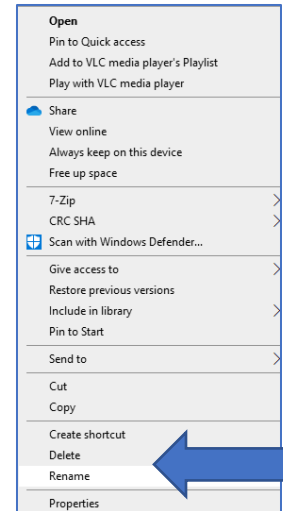 Open
Pin to Quick access
Add to VLC media player's Playlist
Play with VLC media player
Share
View online
Always keep on this device
Free up space
7-Zip
CRC SHA
Scan with Windows Defender...
Give access to
Restore previous versions
Include in library
Pin to Start
Send to
Cut
Copy
Create shortcut
Delete
Rename
Properties